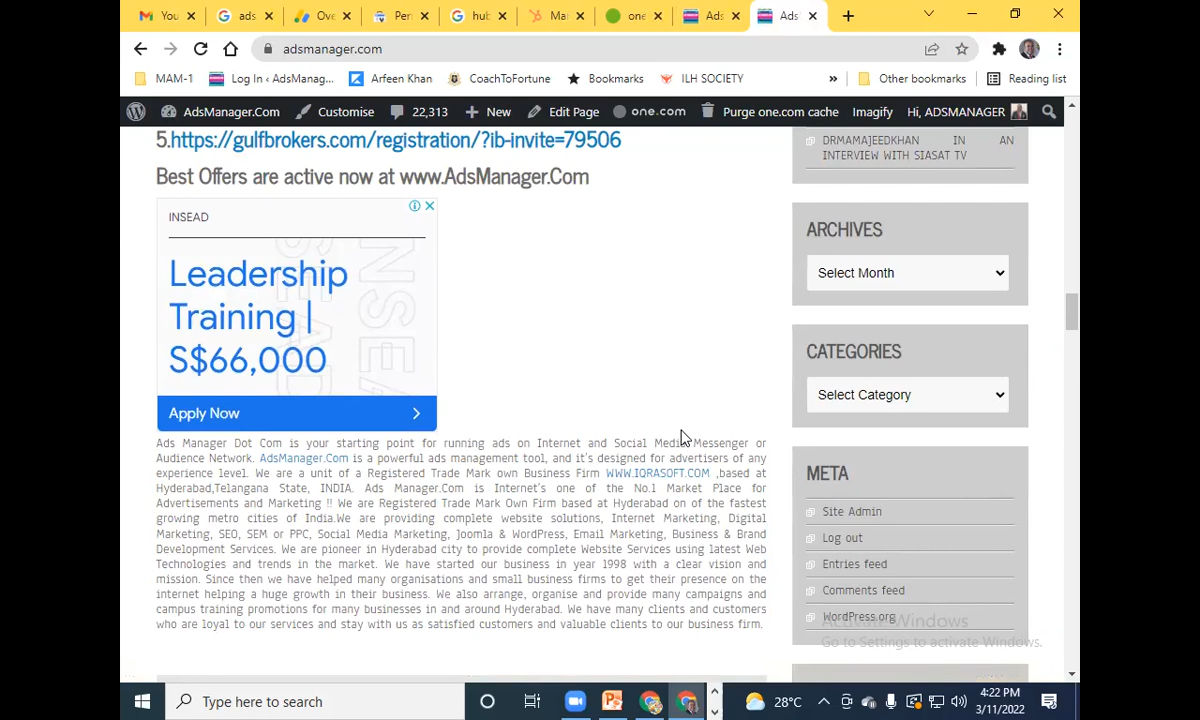 You
ads
Ove
Per
hub
Ma
one
Ads
Ads
adsmanager.com
MAM-1
Log In ‹ AdsManag...
Arfeen Khan
CoachToFortune
Bookmarks
ILH SOCIETY
»
Other bookmarks
Reading list
AdsManager.Com
Customise
22,313
New
Edit Page
one.com
Purge one.com cache
Imagify
Hi, ADSMANAGER
5.https://gulfbrokers.com/registration/?ib-invite=79506
Best Offers are active now at www.AdsManager.Com
INSEAD
Leadership
Training |
S$66,000
Apply Now
Ads Manager Dot Com is your starting point for running ads on Internet and Social Media, Messenger or
Audience Network. AdsManager.Com is a powerful ads management tool, and it's designed for advertisers of any
experience level. We are a unit of a Registered Trade Mark own Business Firm WWW.IQRASOFT.COM ,based at
Hyderabad,Telangana State, INDIA. Ads Manager.Com is Internet's one of the No.1 Market Place for
Advertisements and Marketing !! We are Registered Trade Mark Own Firm based at Hyderabad on of the fastest
growing metro cities of India.We are providing complete website solutions, Internet Marketing, Digital
Marketing, SEO, SEM or PPC, Social Media Marketing, Joomla & WordPress, Email Marketing, Business & Brand
Development Services. We are pioneer in Hyderabad city to provide complete Website Services using latest Web
Technologies and trends in the market. We have started our business in year 1998 with a clear vision and
mission. Since then we have helped many organisations and small business firms to get their presence on the
internet helping a huge growth in their business. We also arrange, organise and provide many campaigns and
campus training promotions for many businesses in and around Hyderabad. We have many clients and customers
who are loyal to our services and stay with us as satisfied customers and valuable clients to our business firm.
DRMAMAJEEDKHAN IN AN
INTERVIEW WITH SIASAT TV
ARCHIVES
Select Month
CATEGORIES
Select Category
META
Site Admin
Log out
Entries feed
Comments feed
WordPress.org
Activate Windows
Go to Settings to activate Windows.
Type here to search
28°C
4:22 PM
3/11/2022